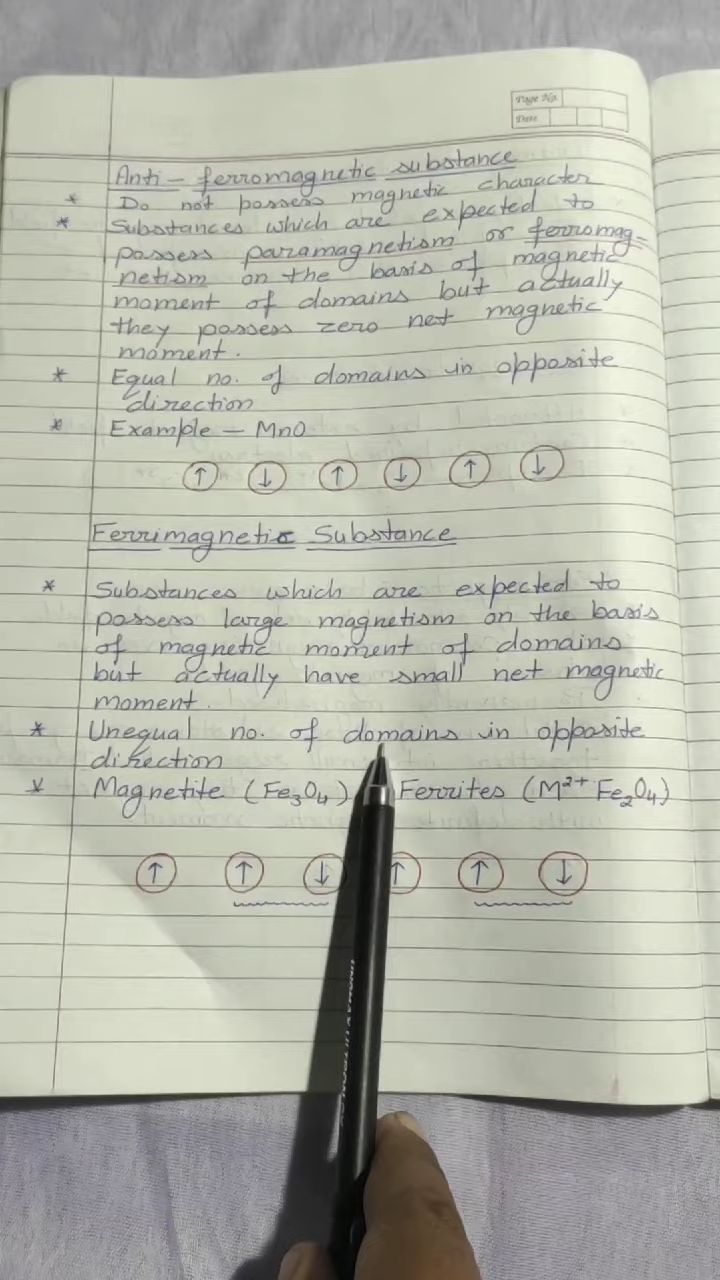 Page No.
Date
Anti - ferromagnetic substance
* Do not possess magnetic character
* Substances which are expected to
possess paramagnetism or ferromag-
netism on the basis of magnetic
moment of domains but actually
they possess zero net magnetic
moment.
* Equal no. of domains in opposite
direction
* Example - MnO
↑ ↓ ↑ ↓ ↑ ↓
Ferrimagnetic Substance
* Substances which are expected to
possess large magnetism on the basis
of magnetic moment of domains
but actually have small net magnetic
moment.
* Unequal no. of domains in opposite
direction
* Magnetite (Fe₃O₄) Ferrites (M²⁺ Fe₂O₄)
↑ ↑ ↓ ↑ ↑ ↓